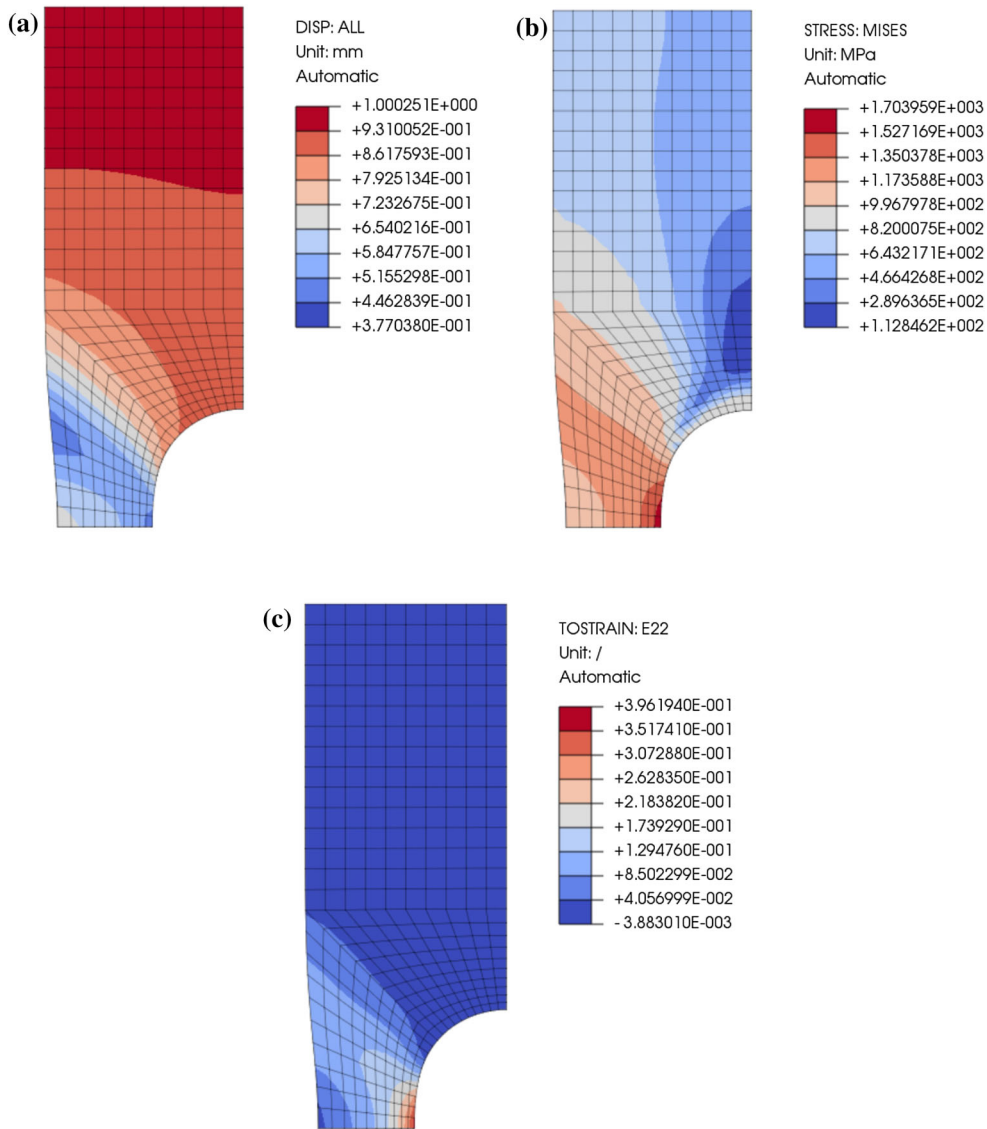 (a)
DISP: ALL
Unit: mm
Automatic
+1.000251E+000
+9.310052E-001
+8.617593E-001
+7.925134E-001
+7.232675E-001
+6.540216E-001
+5.847757E-001
+5.155298E-001
+4.462839E-001
+3.770380E-001
(b)
STRESS: MISES
Unit: MPa
Automatic
+1.703959E+003
+1.527169E+003
+1.350378E+003
+1.173588E+003
+9.967978E+002
+8.200075E+002
+6.432171E+002
+4.664268E+002
+2.896365E+002
+1.128462E+002
(c)
TOSTRAIN: E22
Unit: /
Automatic
+3.961940E-001
+3.517410E-001
+3.072880E-001
+2.628350E-001
+2.183820E-001
+1.739290E-001
+1.294760E-001
+8.502299E-002
+4.056999E-002
-3.883010E-003